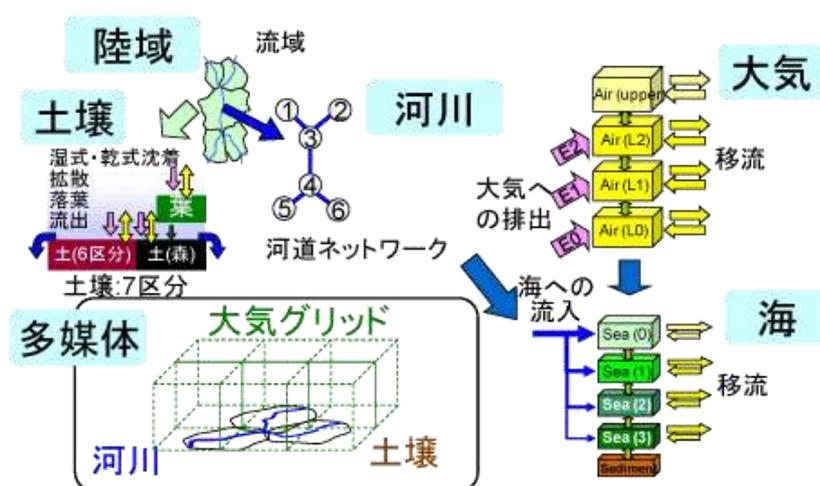 陸域
流域
土壌
湿式・乾式沈着
拡散
落葉
流出
葉
土(6区分)
土(森)
土壌:7区分
河川
①
②
③
④
⑤
⑥
河道ネットワーク
大気
Air (upper
Air (L2)
Air (L1)
Air (L0)
E2
E1
E0
大気へ
の排出
移流
海への
流入
海
Sea (0)
Sea (1)
Sea (2)
Sea (3)
Sediment
移流
多媒体
大気グリッド
河川
土壌